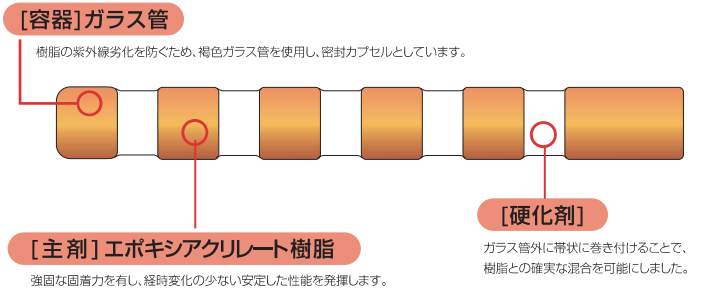 [容器]ガラス管
樹脂の紫外線劣化を防ぐため、褐色ガラス管を使用し、密封カプセルとしています。
[硬化剤]
ガラス管外に帯状に巻き付けることで、
樹脂との確実な混合を可能にしました。
[主剤]エポキシアクリレート樹脂
強固な固着力を有し、経時変化の少ない安定した性能を発揮します。